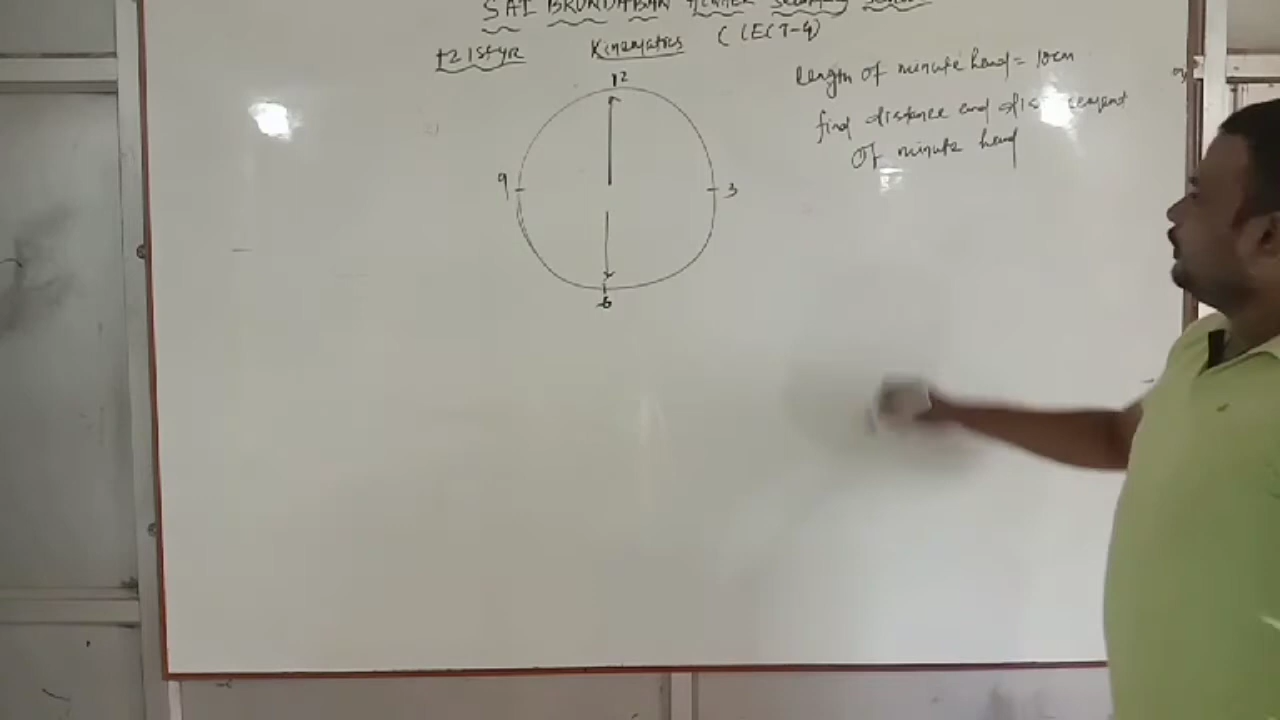 SAI BRUNDABAN HIGHER Secondary School
+2 1st yr Kinematics (LECT-4)
12
9
3
6
length of minute hand = 10cm
find distance and displacement
of minute hand